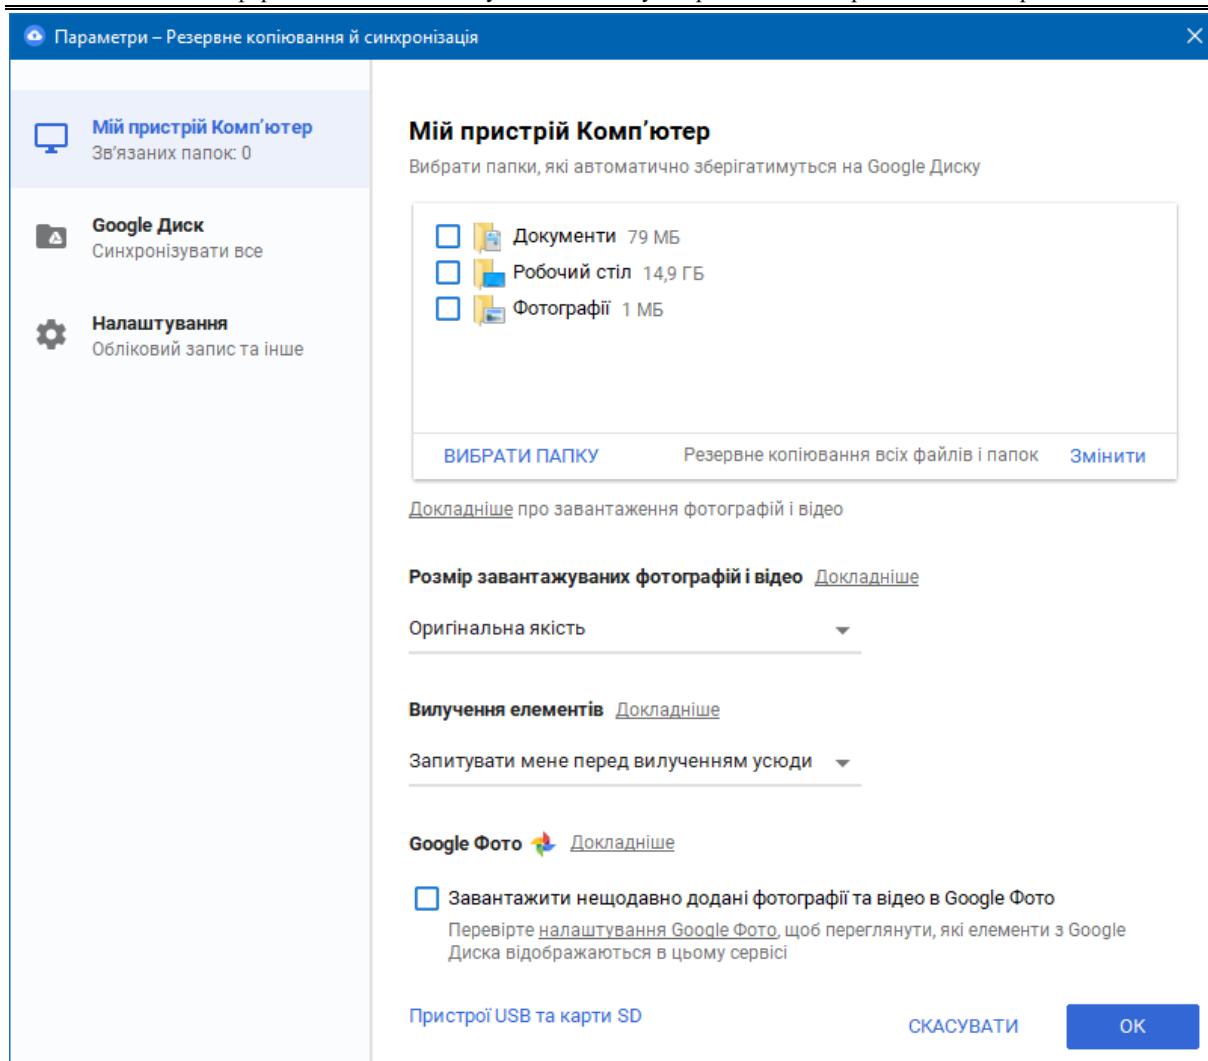 Параметри – Резервне копіювання й синхронізація
Мій пристрій Комп'ютер
Зв'язаних папок: 0
Google Диск
Синхронізувати все
Налаштування
Обліковий запис та інше
Мій пристрій Комп'ютер
Вибрати папки, які автоматично зберігатимуться на Google Диску
Документи 79 МБ
Робочий стіл 14,9 ГБ
Фотографії 1 МБ
ВИБРАТИ ПАПКУ Резервне копіювання всіх файлів і папок Змінити
Докладніше про завантаження фотографій і відео
Розмір завантажуваних фотографій і відео Докладніше
Оригінальна якість
Вилучення елементів Докладніше
Запитувати мене перед вилученням усюди
Google Фото Докладніше
Завантажити нещодавно додані фотографії та відео в Google Фото
Перевірте налаштування Google Фото, щоб переглянути, які елементи з Google
Диска відображаються в цьому сервісі
Пристрої USB та карти SD
СКАСУВАТИ ОК